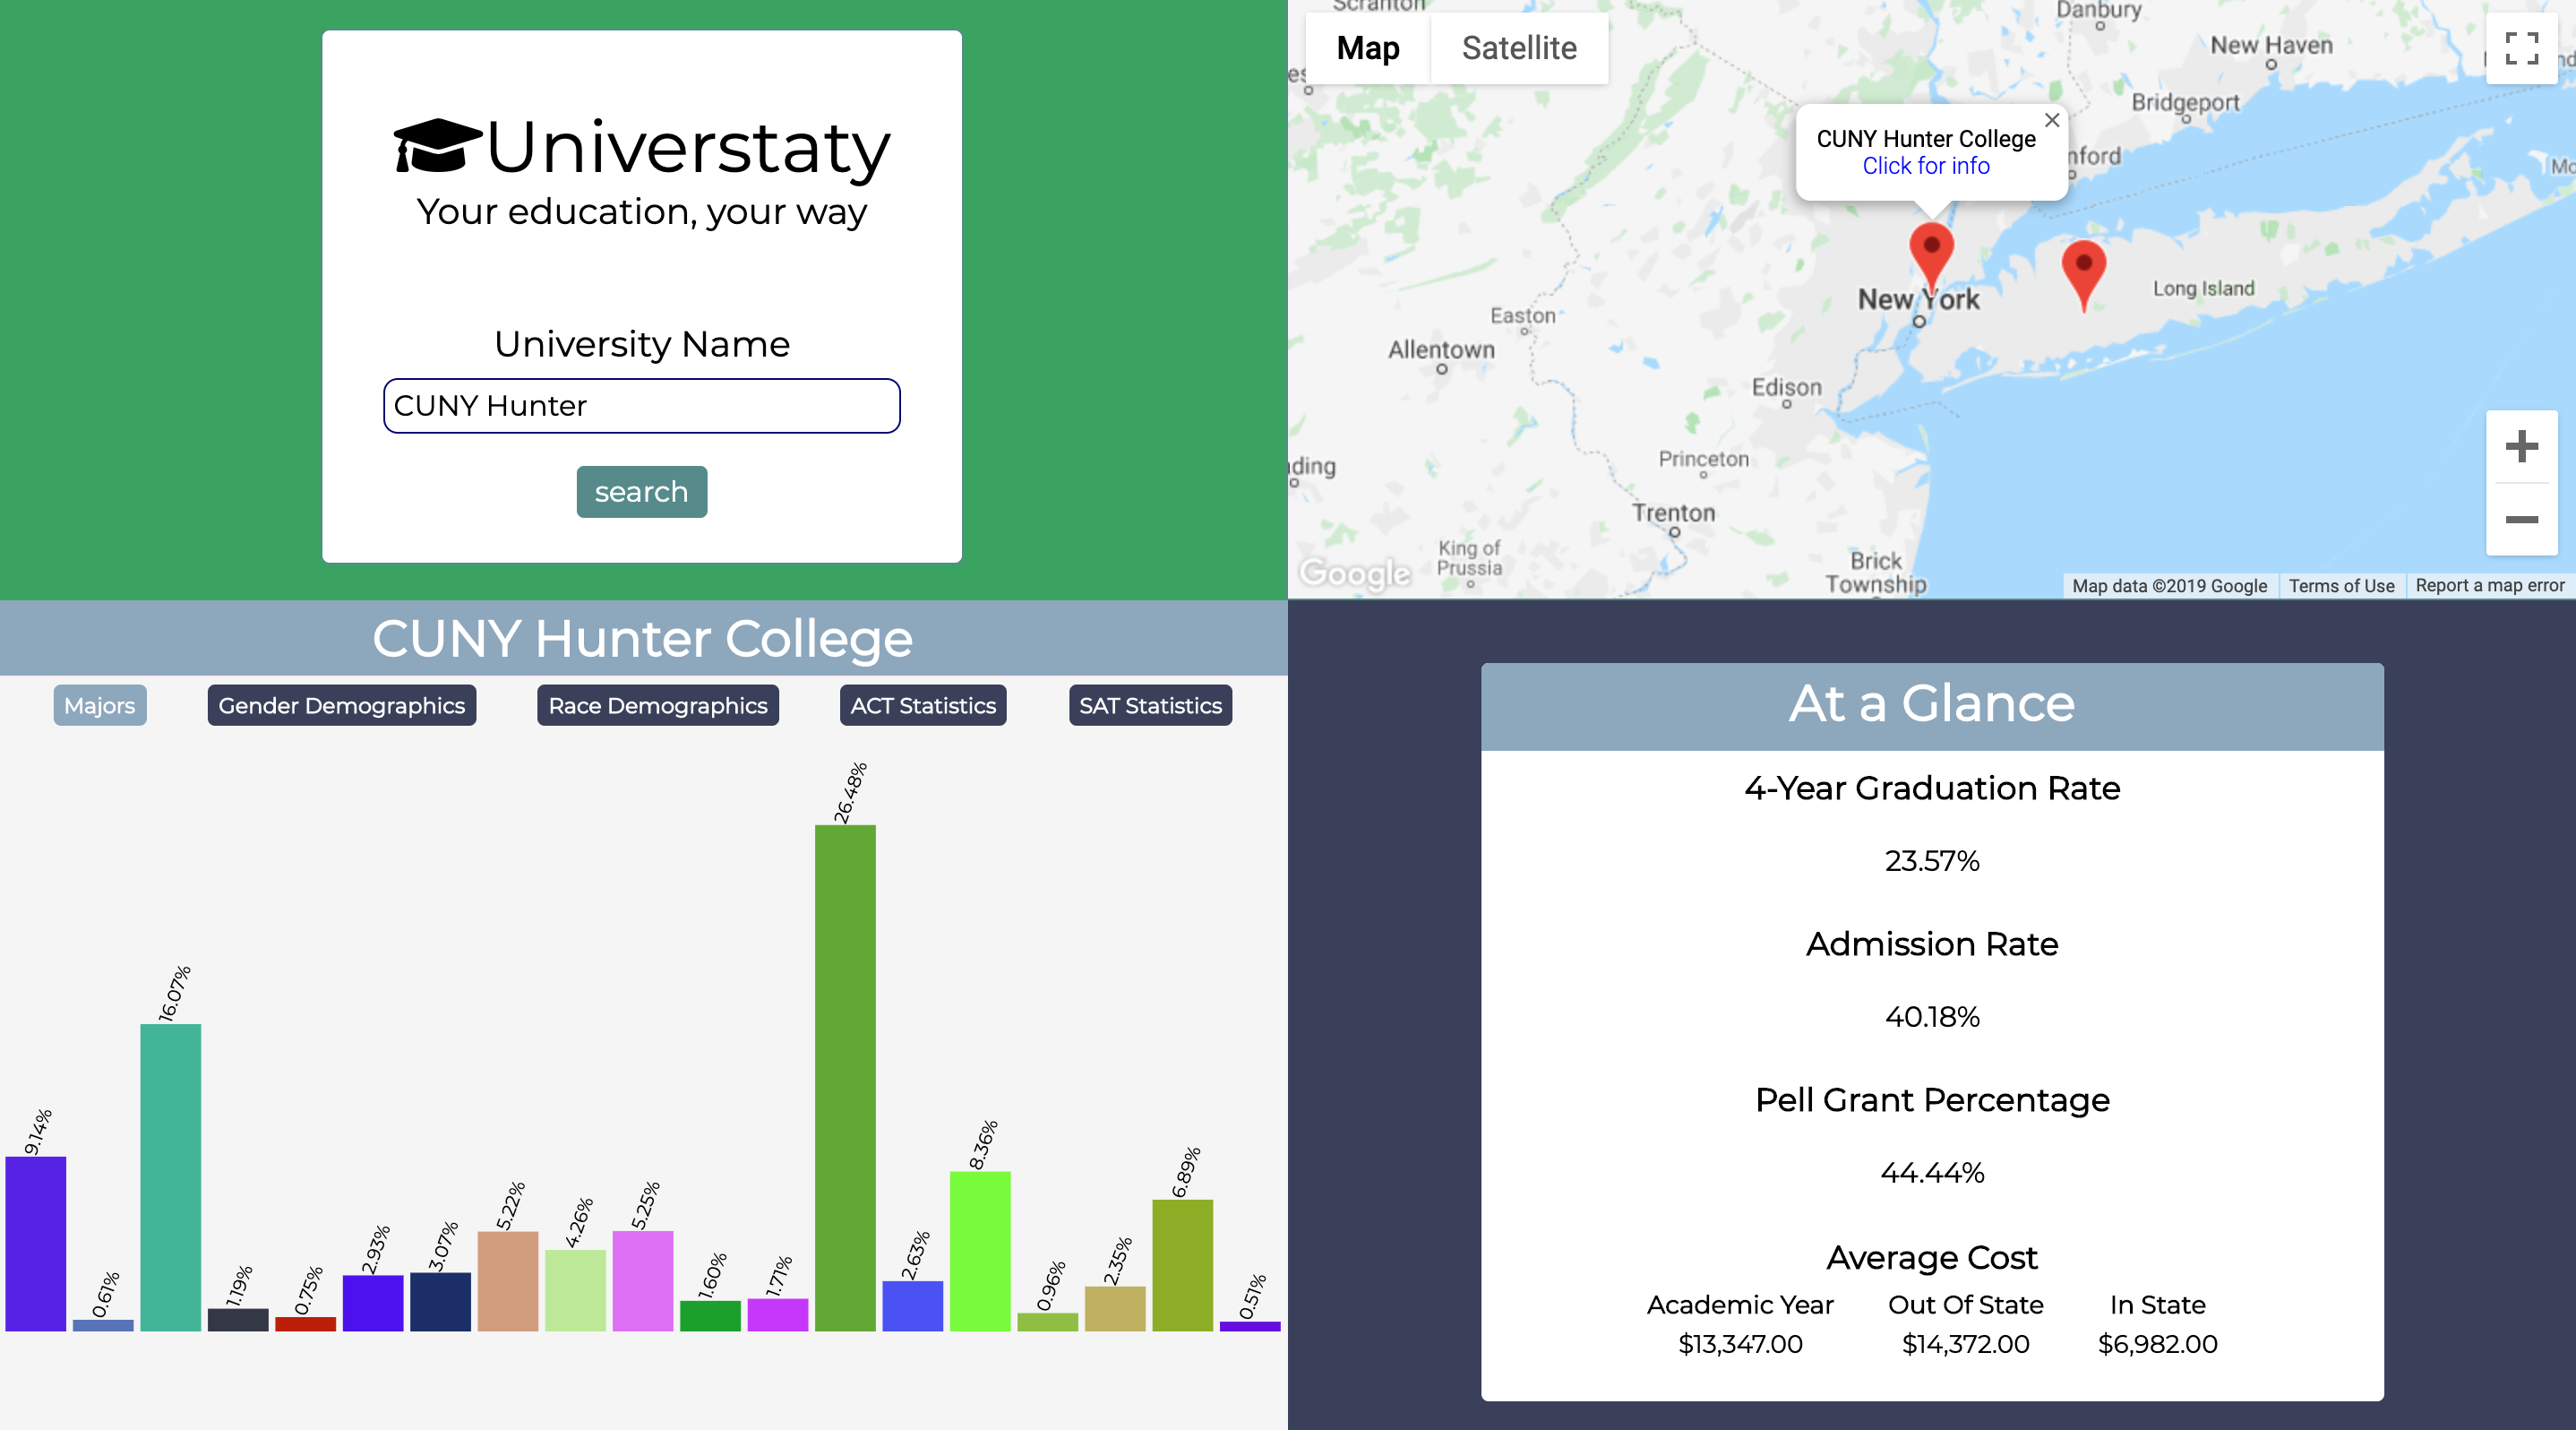 Universtaty
Your education, your way
University Name
CUNY Hunter
search
Scranton
Danbury
Map
Satellite
New Haven
Bridgeport
CUNY Hunter College
Click for info
New York
Long Island
Easton
Allentown
Edison
Princeton
Trenton
King of
Prussia
Brick
Township
Google
Map data ©2019 Google
Terms of Use
Report a map error
CUNY Hunter College
Majors
Gender Demographics
Race Demographics
ACT Statistics
SAT Statistics
9.14%
0.61%
16.07%
1.19%
0.75%
2.93%
3.07%
5.22%
4.26%
5.25%
1.60%
1.71%
26.48%
2.63%
8.36%
0.96%
2.35%
6.89%
0.51%
At a Glance
4-Year Graduation Rate
23.57%
Admission Rate
40.18%
Pell Grant Percentage
44.44%
Average Cost
Academic Year Out Of State In State
$13,347.00 $14,372.00 $6,982.00